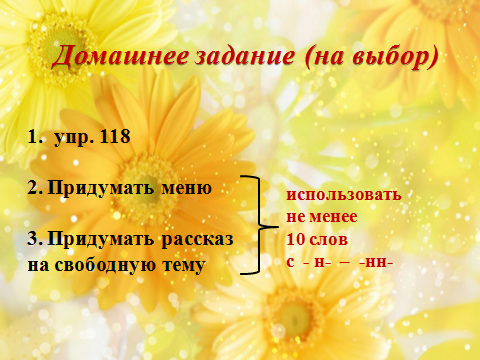 Домашнее задание (на выбор)
1. упр. 118
2. Придумать меню
3. Придумать рассказ
на свободную тему
использовать
не менее
10 слов
с - н- – -нн-